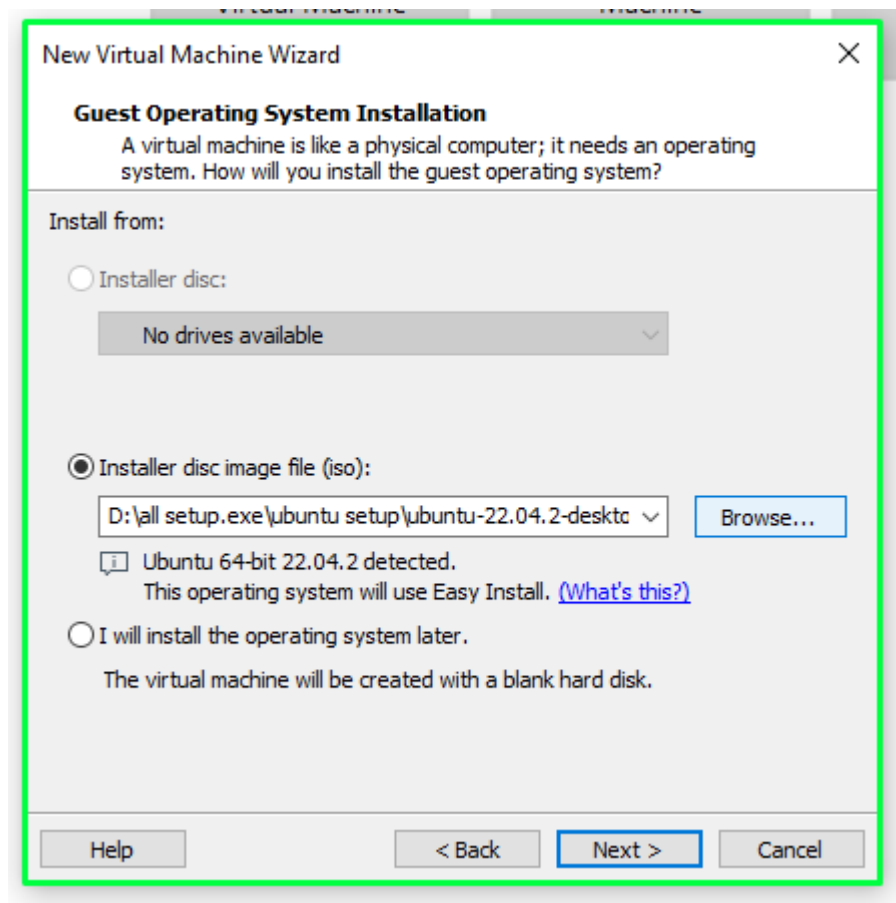 Virtual Machine
Machine
New Virtual Machine Wizard
Guest Operating System Installation
A virtual machine is like a physical computer; it needs an operating
system. How will you install the guest operating system?
Install from:
Installer disc:
No drives available
Installer disc image file (iso):
D:\all setup.exe\ubuntu setup\ubuntu-22.04.2-deskto
Browse...
Ubuntu 64-bit 22.04.2 detected.
This operating system will use Easy Install. (What's this?)
I will install the operating system later.
The virtual machine will be created with a blank hard disk.
Help
< Back
Next >
Cancel